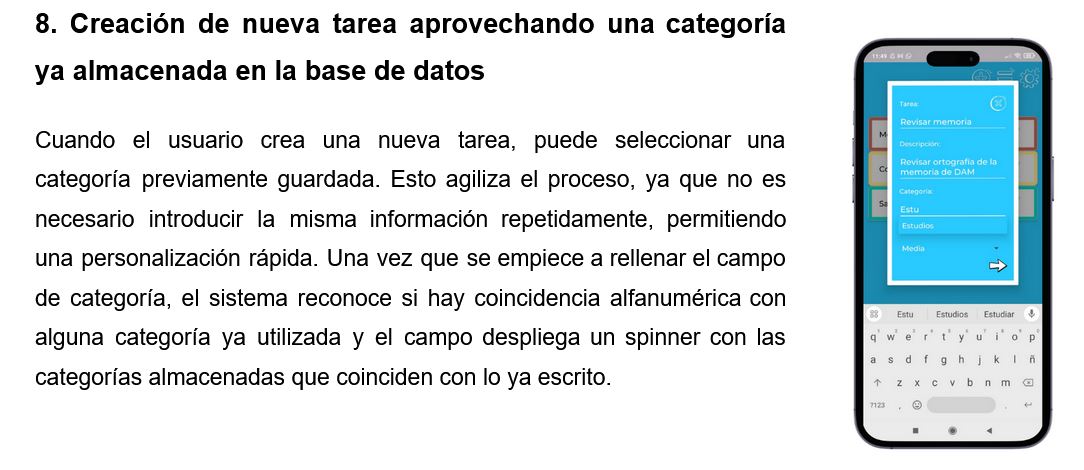 8. Creación de nueva tarea aprovechando una categoría
ya almacenada en la base de datos
Cuando el usuario crea una nueva tarea, puede seleccionar una
categoría previamente guardada. Esto agiliza el proceso, ya que no es
necesario introducir la misma información repetidamente, permitiendo
una personalización rápida. Una vez que se empiece a rellenar el campo
de categoría, el sistema reconoce si hay coincidencia alfanumérica con
alguna categoría ya utilizada y el campo despliega un spinner con las
categorías almacenadas que coinciden con lo ya escrito.
11:49
Tarea:
Revisar memoria
Descripción:
Revisar ortografía de la
memoria de DAM
Categoría:
Estu
Estudios
Media
Estu Estudios Estudiar
q w e r t y u i o p
a s d f g h j k l ñ
z x c v b n m
?123 , .